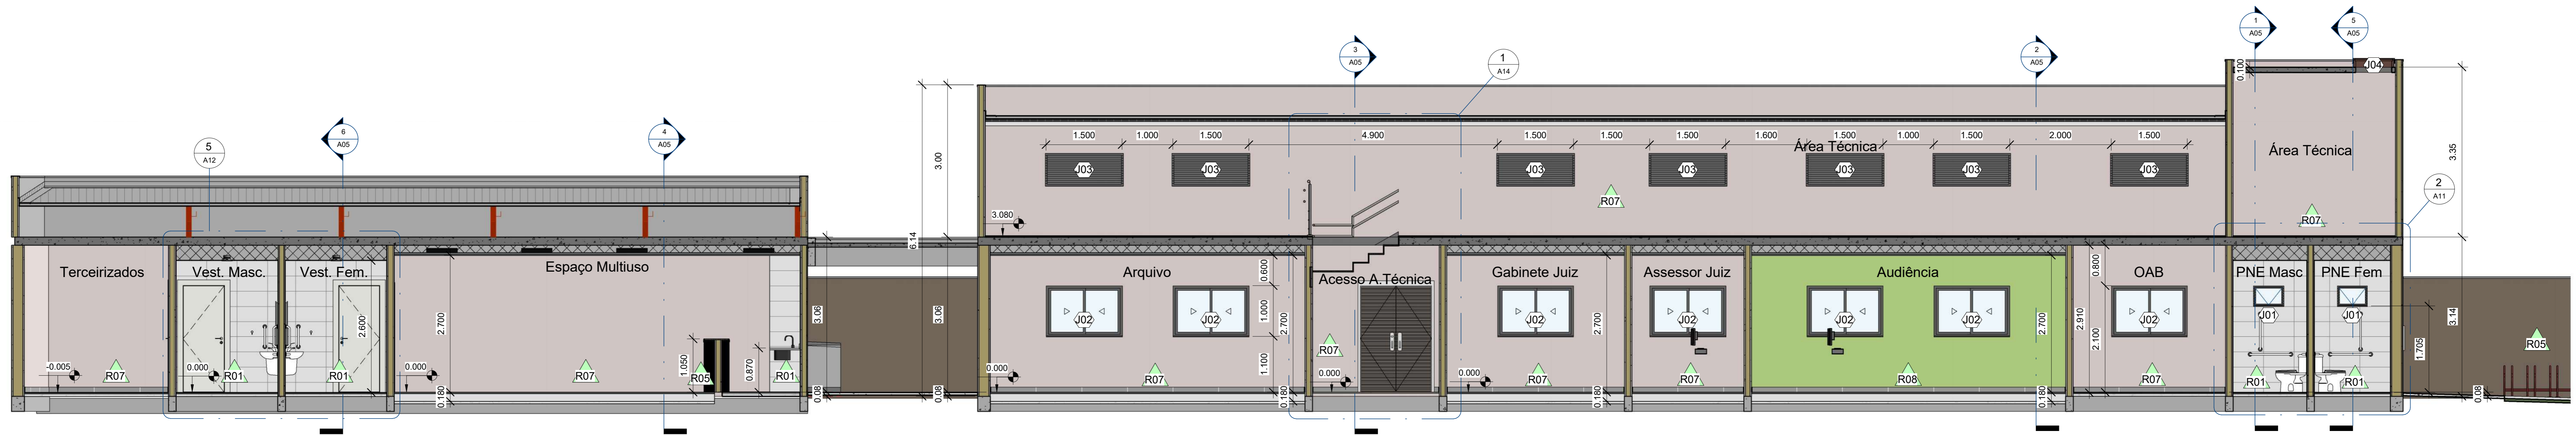 1
A05
5
A05
3
A05
2
A05
1
A14
0.100
J04
6
A05
4
A05
5
A12
1.500
1.000
1.500
4.900
1.500
1.500
1.500
1.600
1.500
1.000
1.500
2.000
1.500
Área Técnica
Área Técnica
3.00
3.35
J03
J03
J03
J03
J03
J03
J03
2
A11
R07
R07
3.080
6.14
Terceirizados
Vest. Masc.
Vest. Fem.
Espaço Multiuso
Arquivo
Acesso A.Técnica
Gabinete Juiz
Assessor Juiz
Audiência
OAB
PNE Masc
PNE Fem
2.600
2.700
3.06
3.06
0.600
1.000
1.100
2.700
2.700
2.700
2.910
0.800
2.100
1.705
3.14
J02
J02
J02
J02
J02
J02
J02
J01
J01
R05
R07
-0.005
0.000
0.000
0.000
0.000
0.000
R07
R01
R01
R07
1.050
R05
0.870
R01
R07
R07
R07
R08
R07
R01
R01
0.180
0.08
0.08
0.180
0.180
0.180
0.08